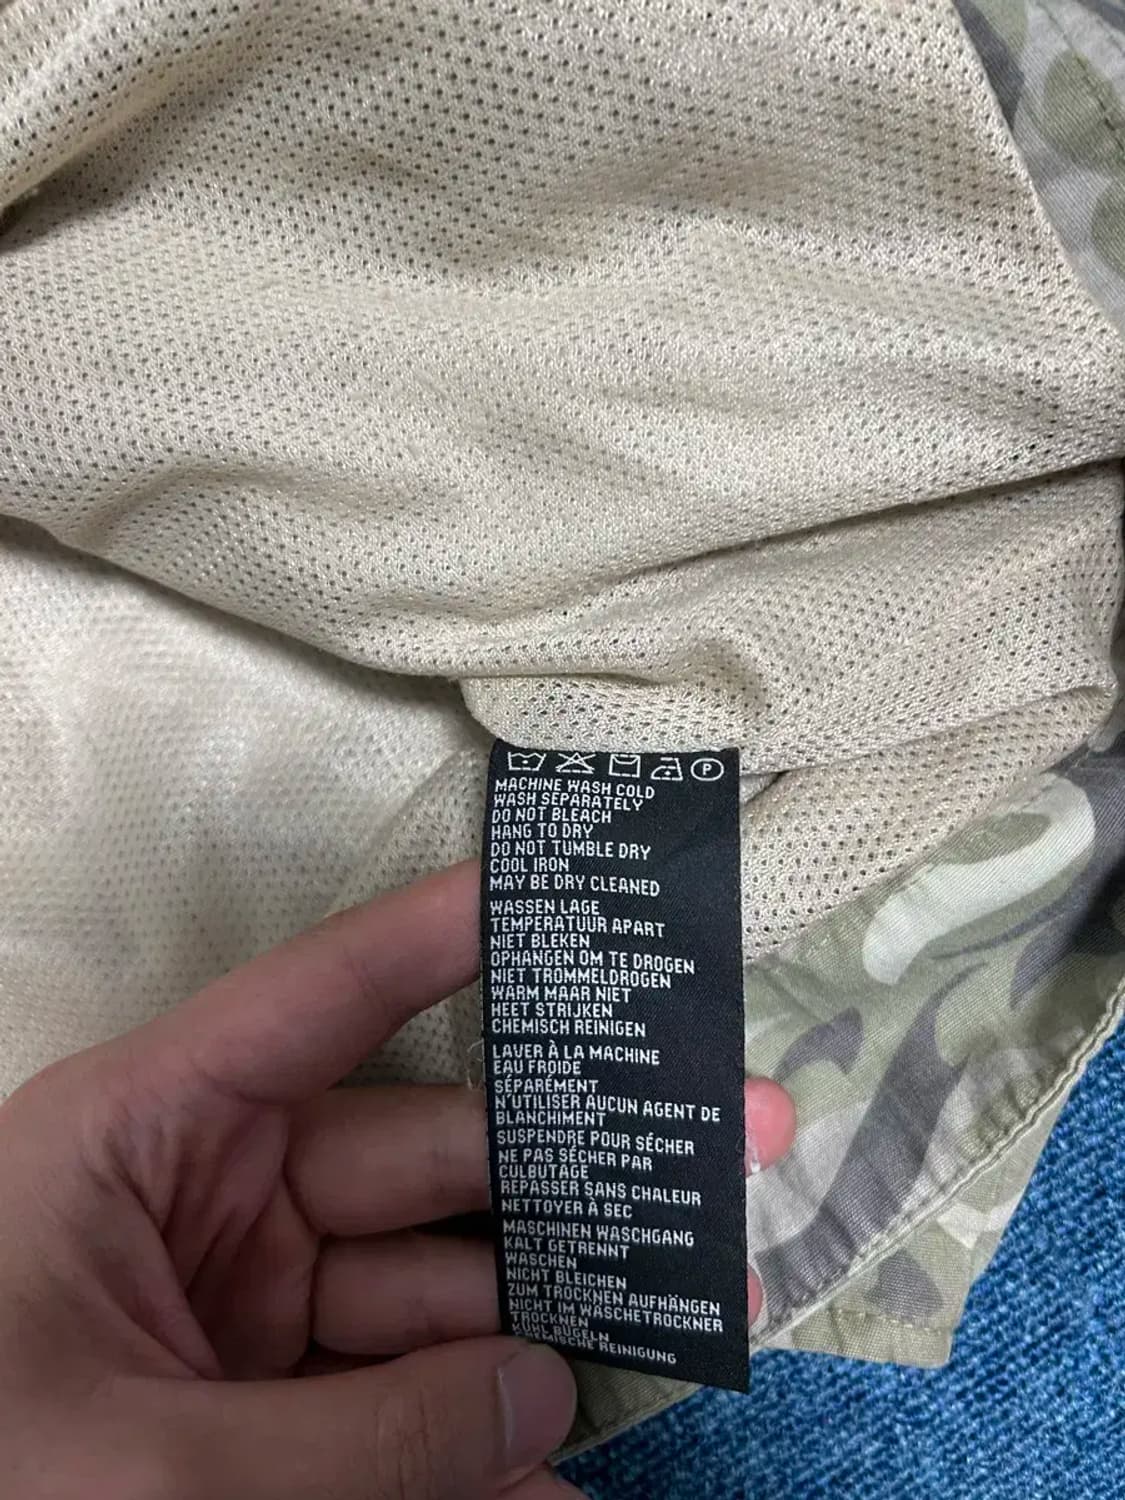 P
MACHINE WASH COLD
WASH SEPARATELY
DO NOT BLEACH
HANG TO DRY
DO NOT TUMBLE DRY
COOL IRON
MAY BE DRY CLEANED
WASSEN LAGE
TEMPERATUUR APART
NIET BLEKEN
OPHANGEN OM TE DROGEN
NIET TROMMELDROGEN
WARM MAAR NIET
HEET STRIJKEN
CHEMISCH REINIGEN
LAVER À LA MACHINE
EAU FROIDE
SÉPARÉMENT
N'UTILISER AUCUN AGENT DE
BLANCHIMENT
SUSPENDRE POUR SÉCHER
NE PAS SÉCHER PAR
CULBUTAGE
REPASSER SANS CHALEUR
NETTOYER À SEC
MASCHINEN WASCHGANG
KALT GETRENNT
WASCHEN
NICHT BLEICHEN
ZUM TROCKNEN AUFHÄNGEN
NICHT IM WÄSCHETROCKNER
TROCKNEN
KÜHL BÜGELN
CHEMISCHE REINIGUNG